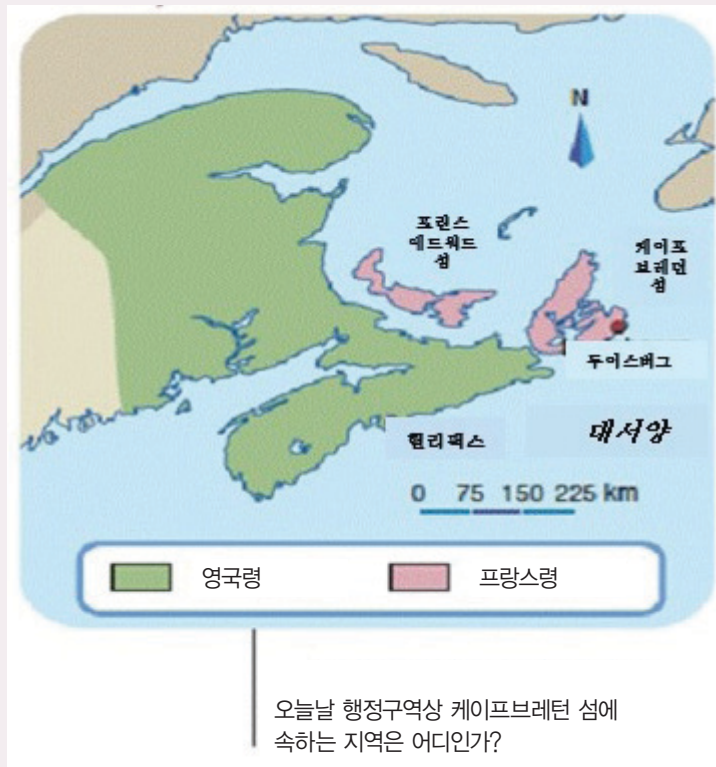 N
프린스
에드워드
섬
케이프
브레턴
섬
루이스버그
핼리팩스
대서양
0 75 150 225 km
영국령
프랑스령
오늘날 행정구역상 케이프브레턴 섬에
속하는 지역은 어디인가?